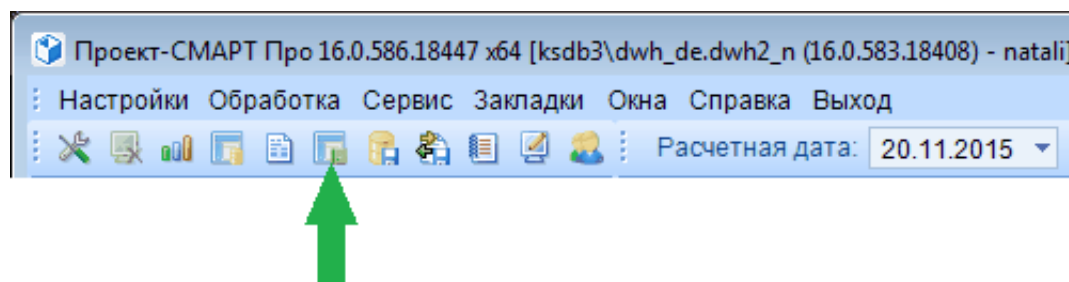 Проект-СМАРТ Про 16.0.586.18447 x64 [ksdb3\dwh_de.dwh2_n (16.0.583.18408) - natali]
Настройки Обработка Сервис Закладки Окна Справка Выход
Расчетная дата: 20.11.2015